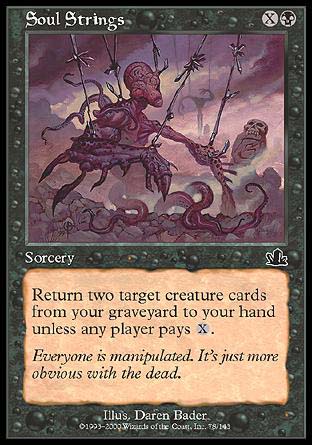 Soul Strings X
Sorcery
Return two target creature cards
from your graveyard to your hand
unless any player pays X.
Everyone is manipulated. It's just more
obvious with the dead.
Illus. Daren Bader
©1993-2000 Wizards of the Coast, Inc. 78/143